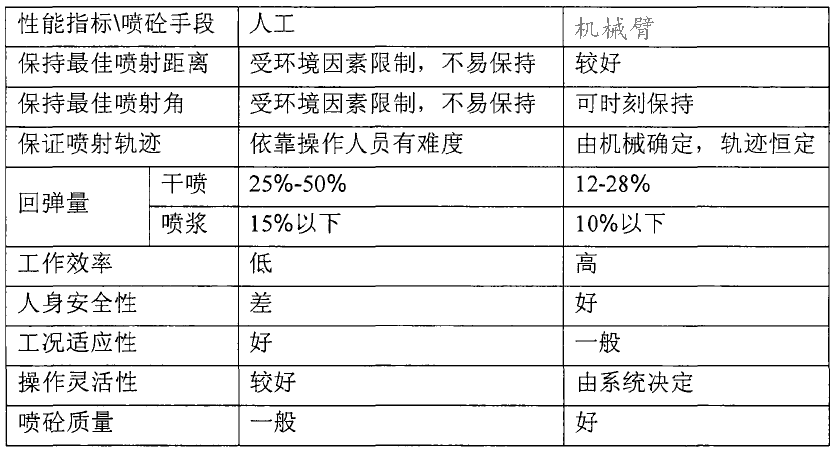 性能指标\喷砼手段 人工 机械臂
保持最佳喷射距离 受环境因素限制，不易保持 较好
保持最佳喷射角 受环境因素限制，不易保持 可时刻保持
保证喷射轨迹 依靠操作人员有难度 由机械确定，轨迹恒定
回弹量 干喷 25%-50% 12-28%
喷浆 15%以下 10%以下
工作效率 低 高
人身安全性 差 好
工况适应性 好 一般
操作灵活性 较好 由系统决定
喷砼质量 一般 好